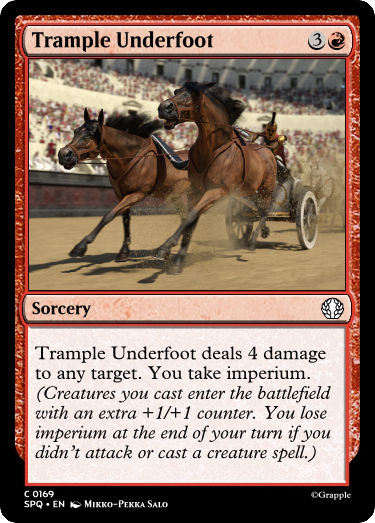 Trample Underfoot 3
Sorcery
Trample Underfoot deals 4 damage
to any target. You take imperium.
(Creatures you cast enter the battlefield
with an extra +1/+1 counter. You lose
imperium at the end of your turn if you
didn't attack or cast a creature spell.)
C 0169
SPQ • EN Mikko-Pekka Salo
©Grapple